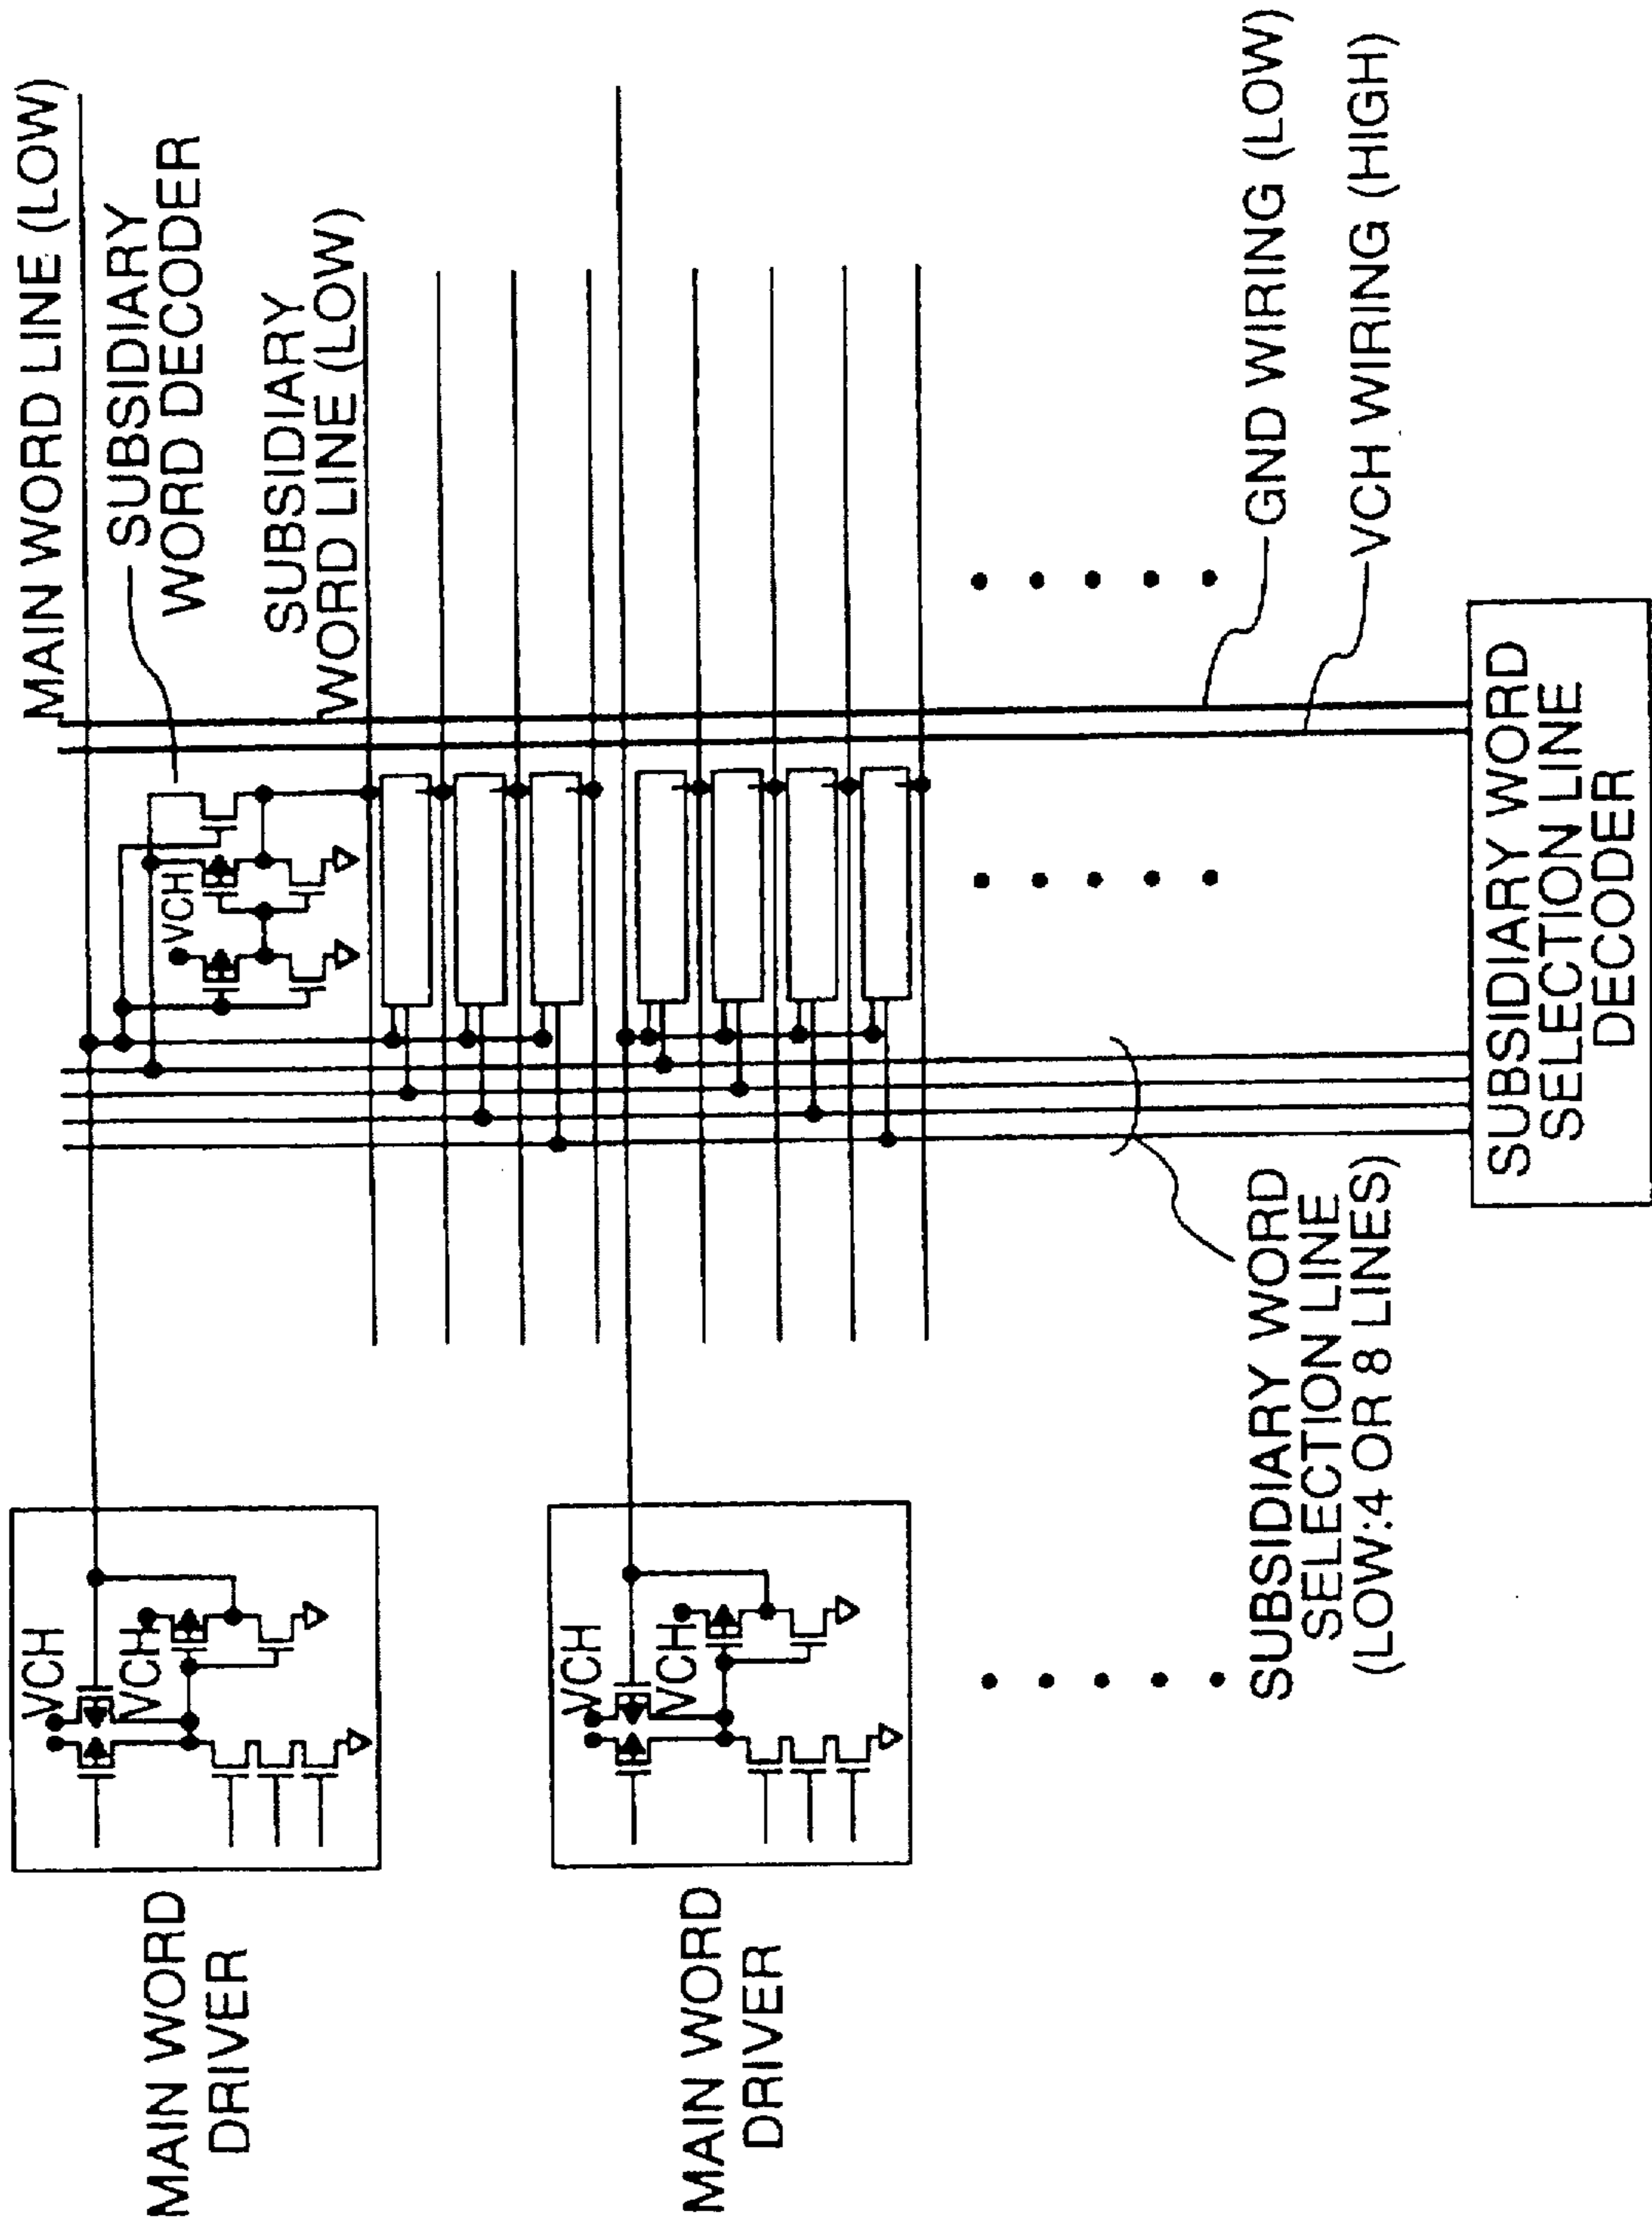 MAIN WORD LINE (LOW)
SUBSIDIARY
WORD DECODER
SUBSIDIARY
WORD LINE (LOW)
VCH
VCH
VCH
MAIN WORD
DRIVER
VCH
VCH
MAIN WORD
DRIVER
GND WIRING (LOW)
VCH WIRING (HIGH)
SUBSIDIARY WORD
SELECTION LINE
(LOW:4 OR 8 LINES)
SUBSIDIARY WORD
SELECTION LINE
DECODER